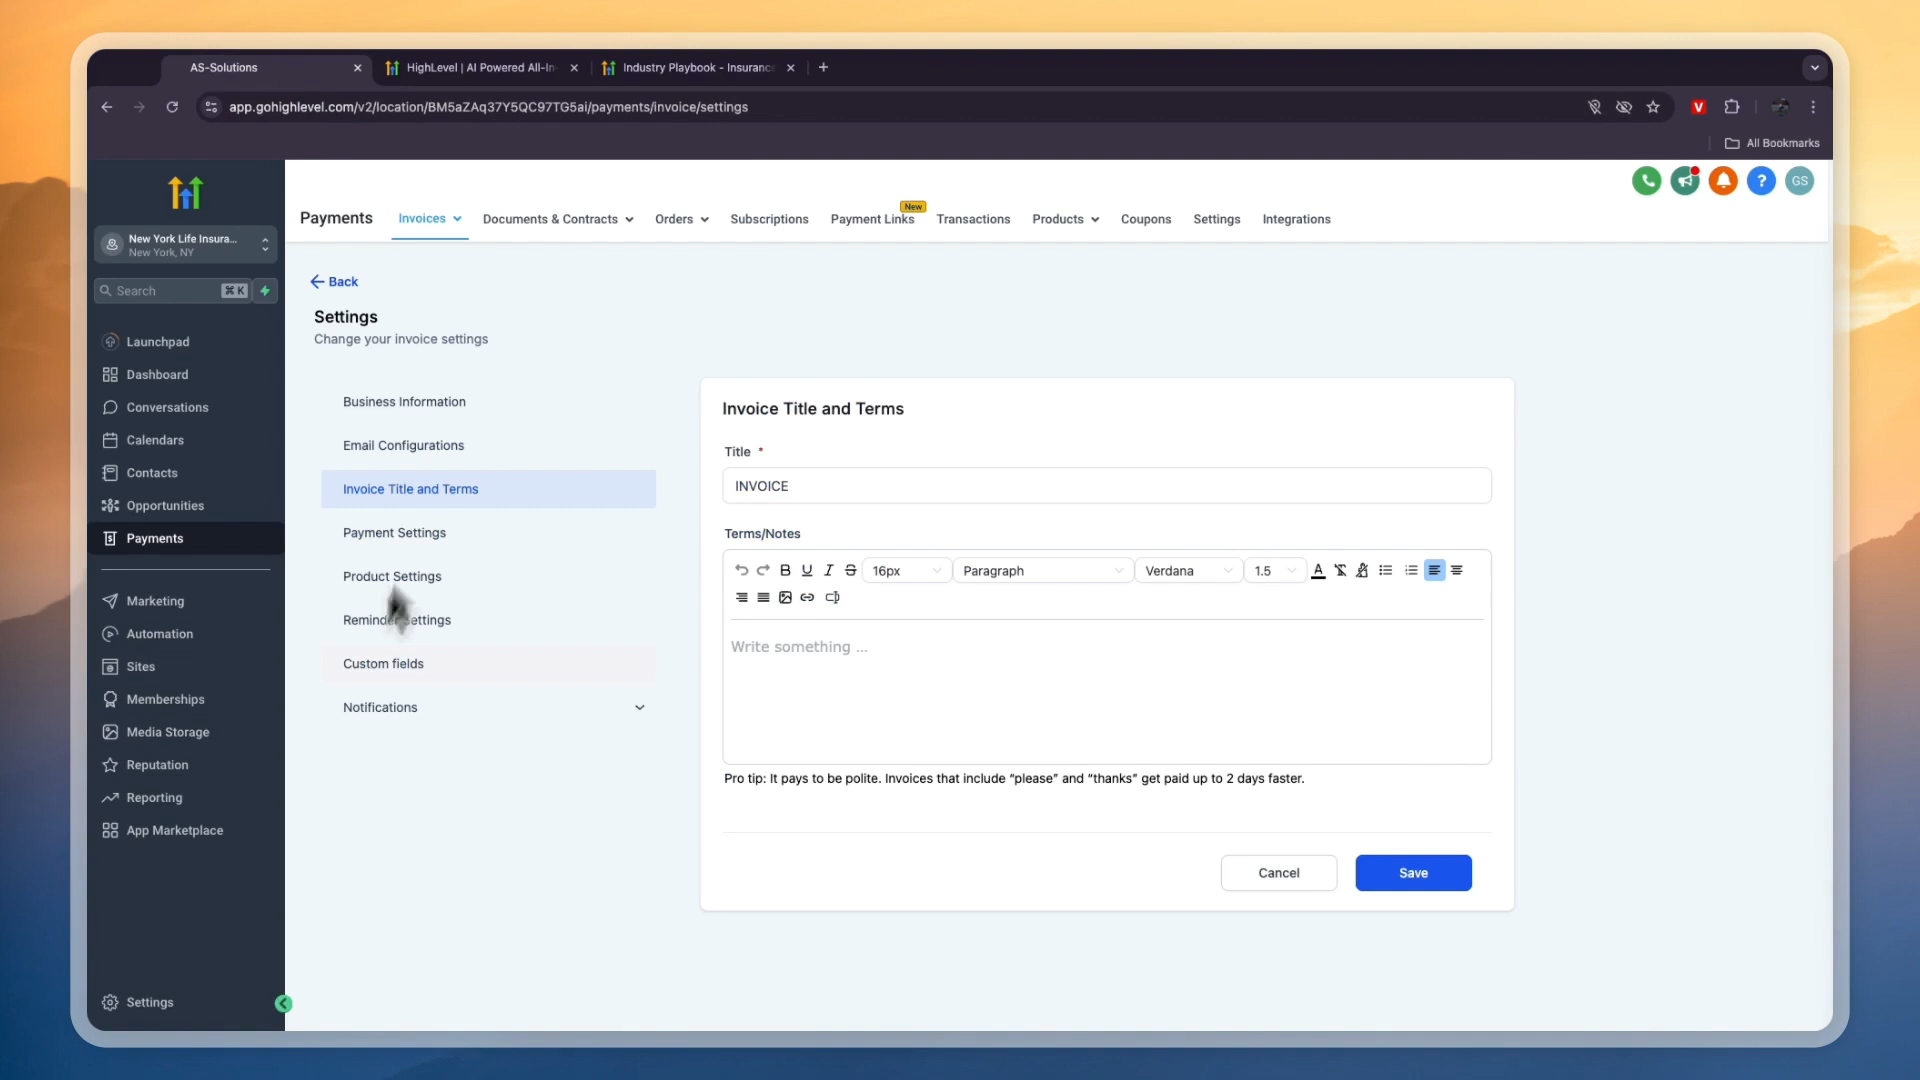 AS-Solutions
HighLevel | AI Powered All-In-
Industry Playbook - Insurance
app.gohighlevel.com/v2/location/BM5aZAq37Y5QC97TG5ai/payments/invoice/settings
V
All Bookmarks
GS
?
Payments
Invoices
Documents & Contracts
Orders
Subscriptions
Payment Links
New
Transactions
Products
Coupons
Settings
Integrations
New York Life Insura...
New York, NY
Search
⌘ K
Launchpad
Dashboard
Conversations
Calendars
Contacts
Opportunities
Payments
Marketing
Automation
Sites
Memberships
Media Storage
Reputation
Reporting
App Marketplace
Settings
Back
Settings
Change your invoice settings
Business Information
Email Configurations
Invoice Title and Terms
Payment Settings
Product Settings
Reminder Settings
Custom fields
Notifications
Invoice Title and Terms
Title *
INVOICE
Terms/Notes
B U I S 16px Paragraph Verdana 1.5 A
Write something ...
Pro tip: It pays to be polite. Invoices that include “please” and “thanks” get paid up to 2 days faster.
Cancel
Save